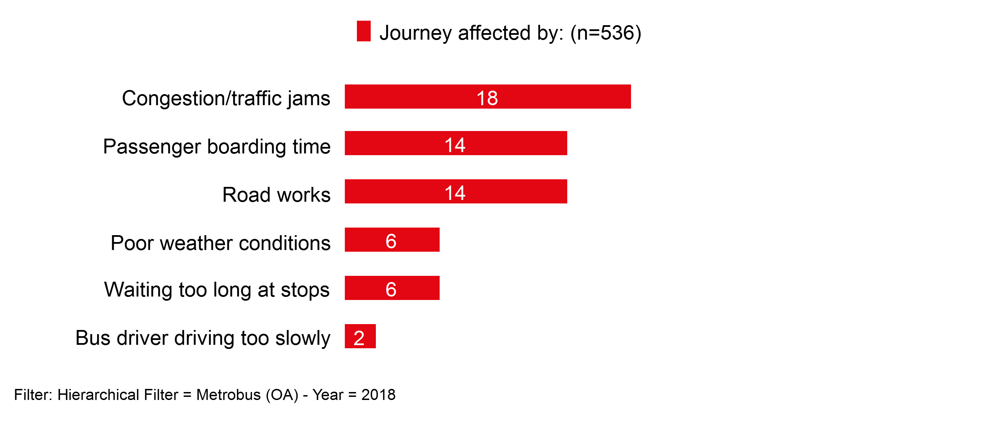 Journey affected by: (n=536)
Congestion/traffic jams 18
Passenger boarding time 14
Road works 14
Poor weather conditions 6
Waiting too long at stops 6
Bus driver driving too slowly 2
Filter: Hierarchical Filter = Metrobus (OA) - Year = 2018